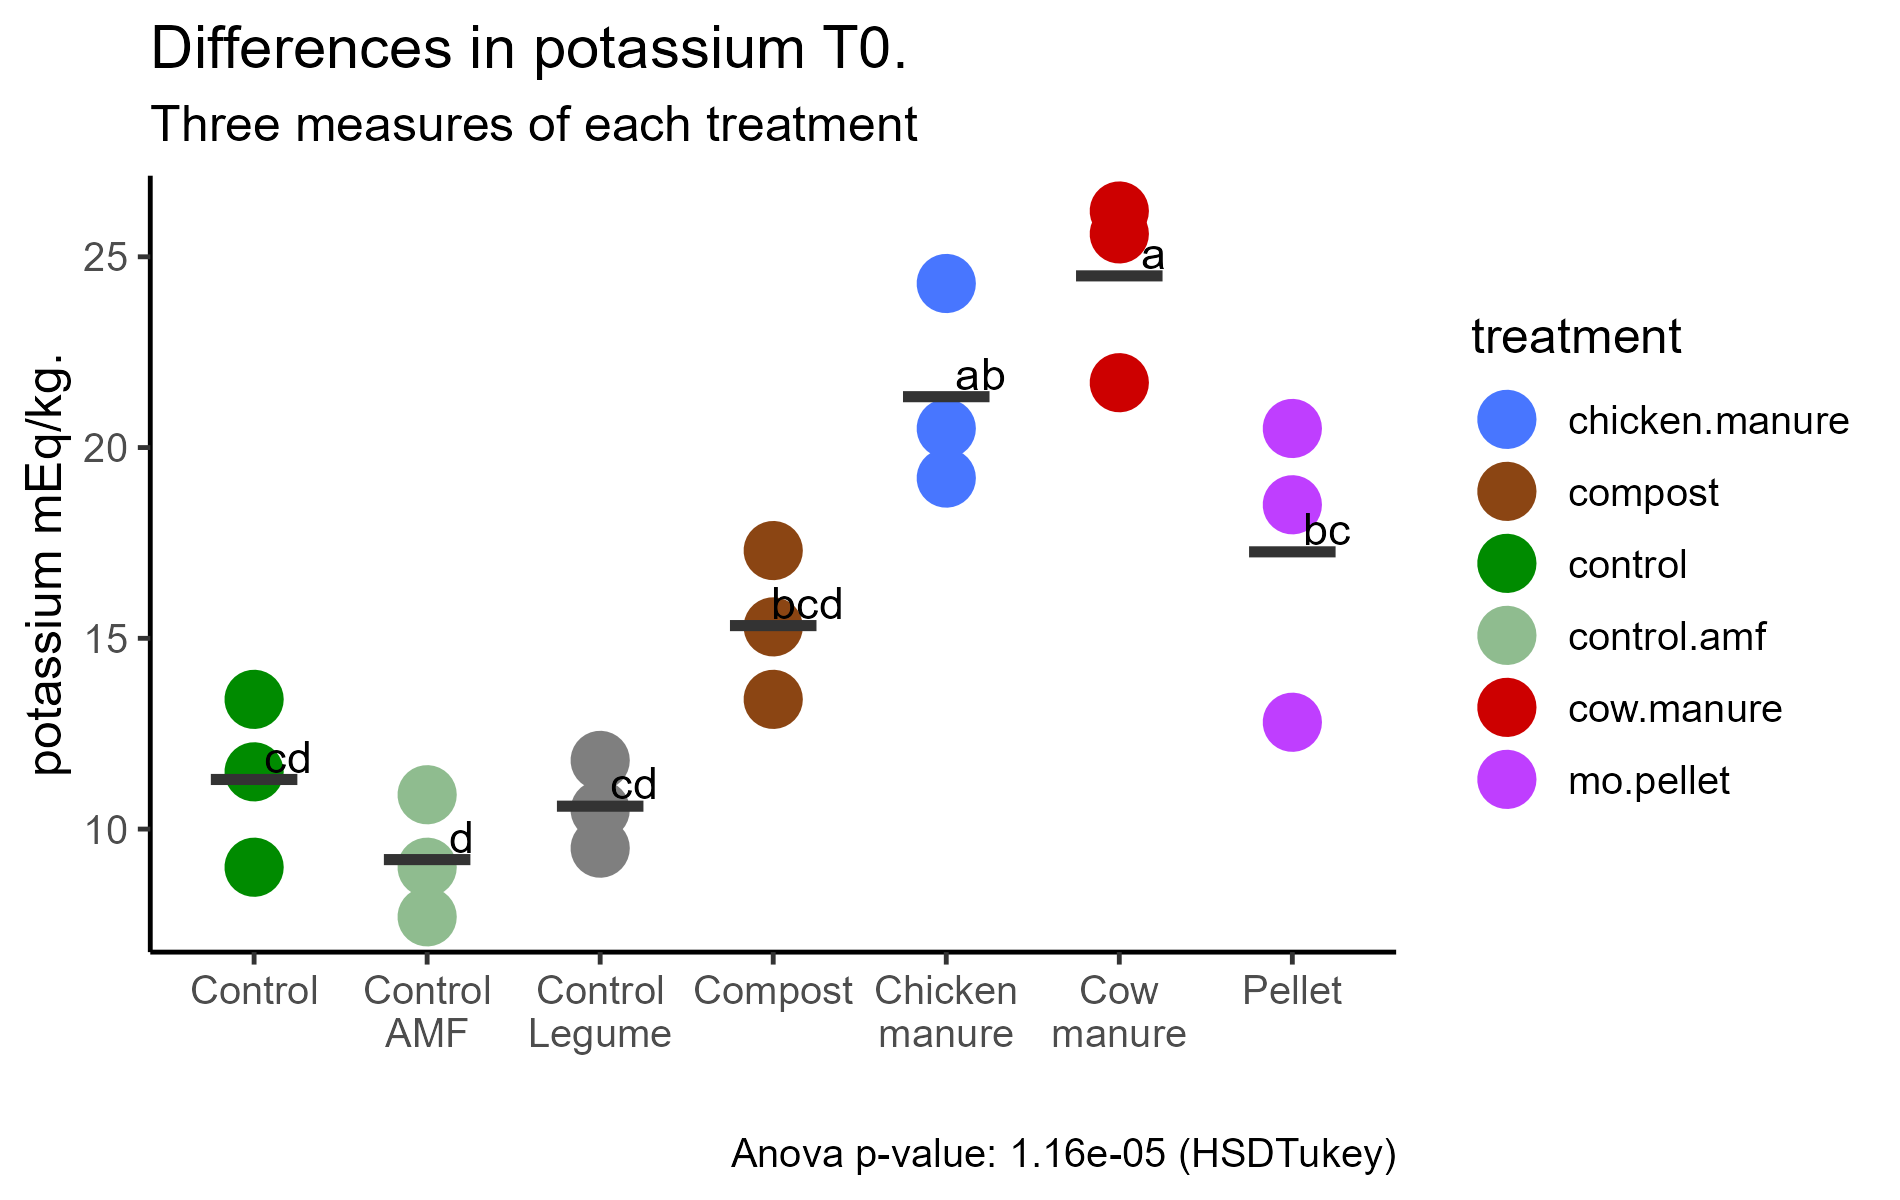 Differences in potassium T0.
Three measures of each treatment
potassium mEq/kg.
25
20
15
10
cd
d
cd
bcd
ab
a
bc
Control
Control
AMF
Control
Legume
Compost
Chicken
manure
Cow
manure
Pellet
treatment
chicken.manure
compost
control
control.amf
cow.manure
mo.pellet
Anova p-value: 1.16e-05 (HSDTukey)